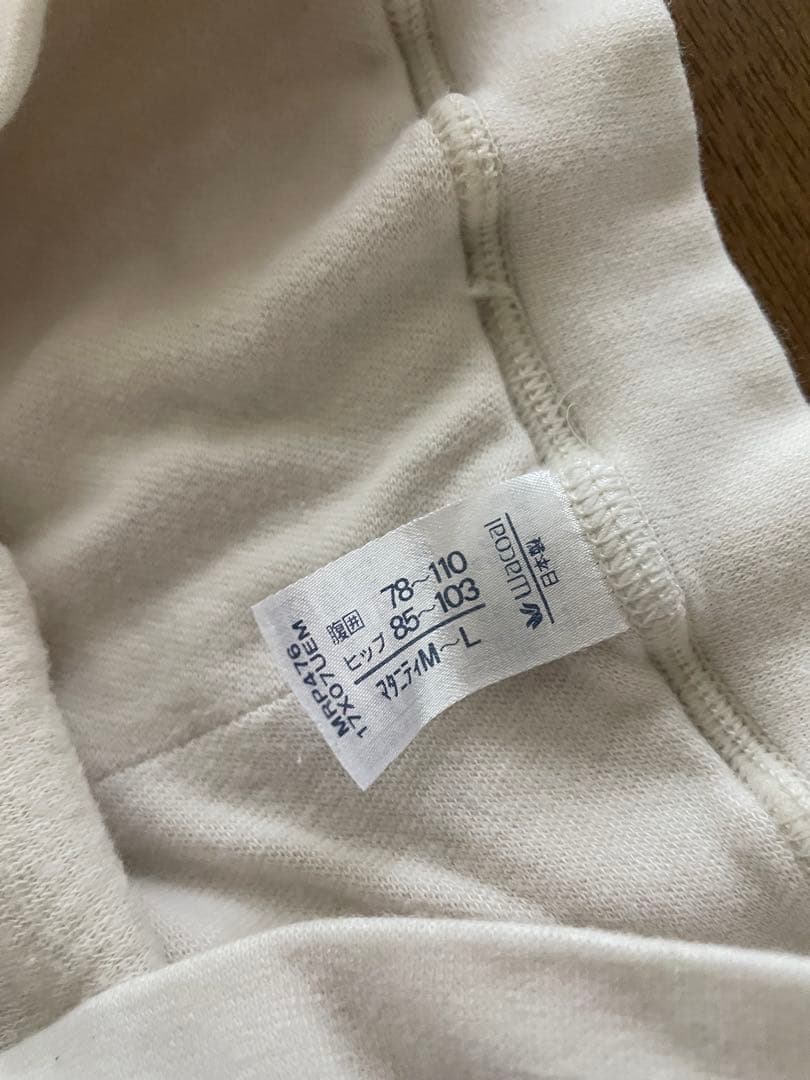 日本製
Wacoal
腹囲 78～110
ヒップ 85～103
マタニティM～L
MRP476
17X07UEM